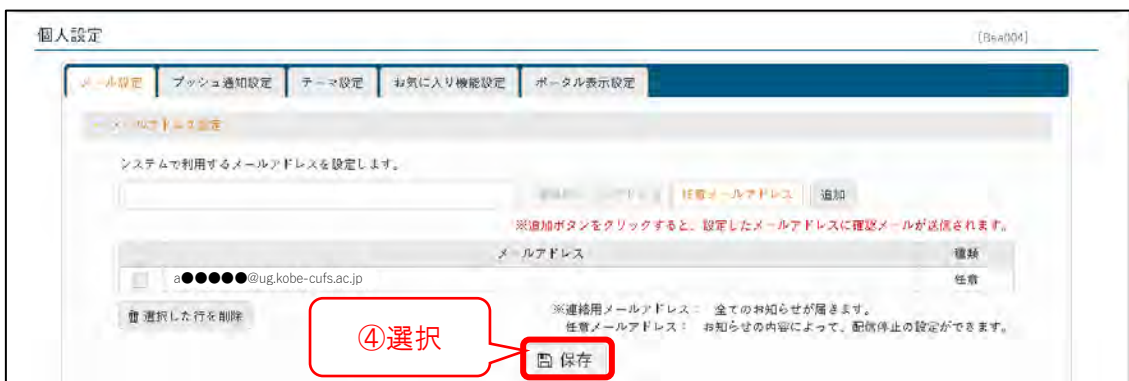 個人設定
[Bsa004]
メール設定 プッシュ通知設定 テーマ設定 お気に入り機能設定 ポータル表示設定
メールアドレス設定
システムで利用するメールアドレスを設定します。
任意メールアドレス 追加
※追加ボタンをクリックすると、設定したメールアドレスに確認メールが送信されます。
メールアドレス 種類
a●●●●●@ug.kobe-cufs.ac.jp 任意
選択した行を削除
※連絡用メールアドレス： 全てのお知らせが届きます。
任意メールアドレス： お知らせの内容によって、配信停止の設定ができます。
④選択
保存